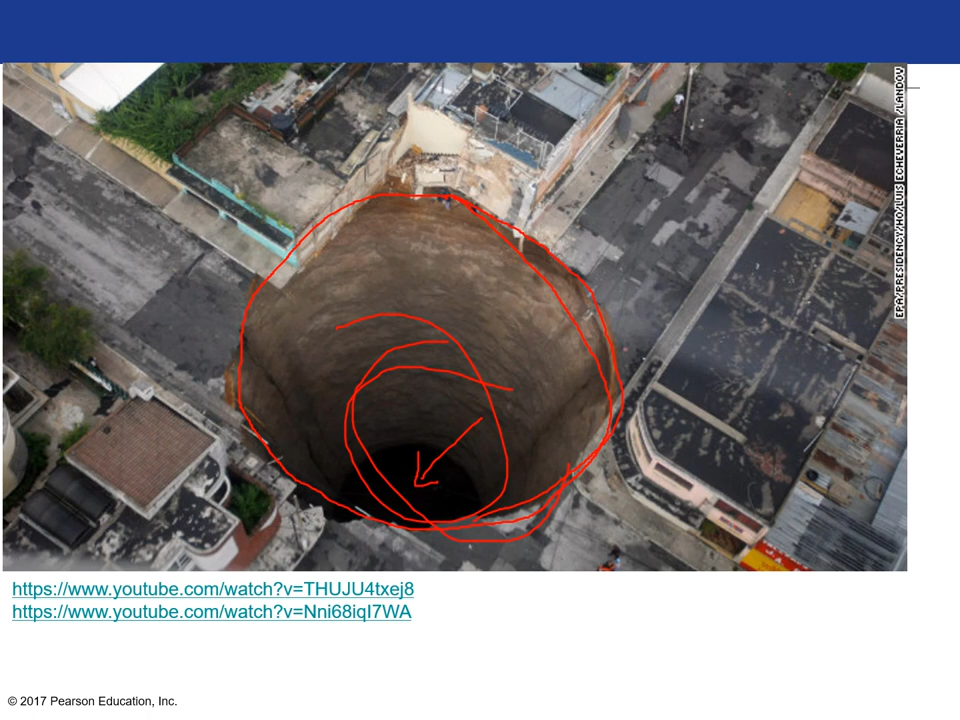 EPA/PRESIDENCY/HO/LUIS ECHEVERRIA /LANDOV
https://www.youtube.com/watch?v=THUJU4txej8
https://www.youtube.com/watch?v=Nni68iqI7WA
© 2017 Pearson Education, Inc.